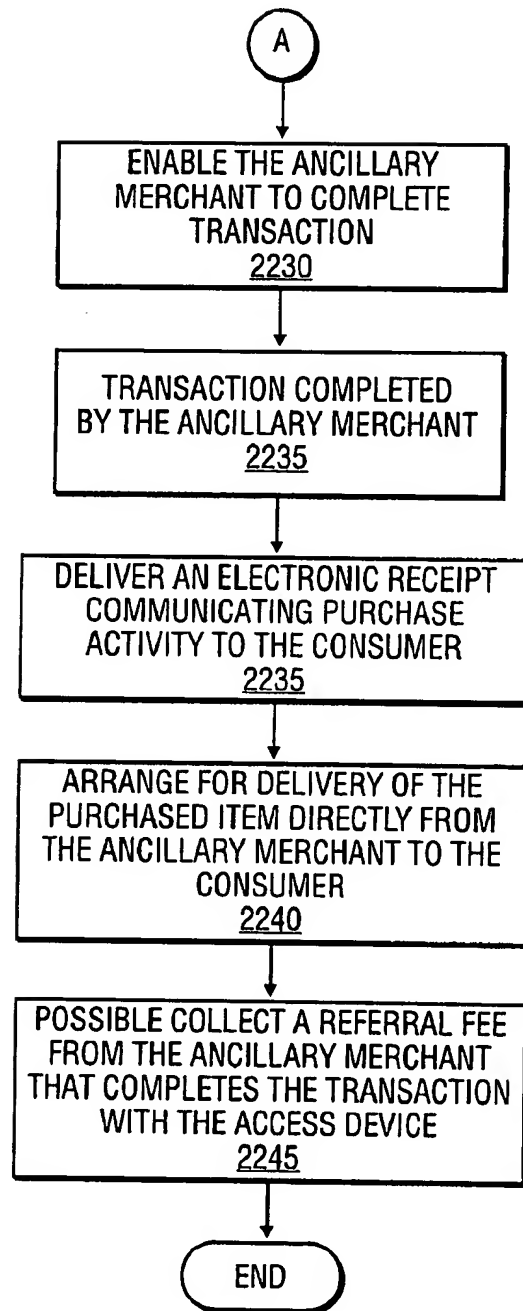 A
ENABLE THE ANCILLARY
MERCHANT TO COMPLETE
TRANSACTION
2230
TRANSACTION COMPLETED
BY THE ANCILLARY MERCHANT
2235
DELIVER AN ELECTRONIC RECEIPT
COMMUNICATING PURCHASE
ACTIVITY TO THE CONSUMER
2235
ARRANGE FOR DELIVERY OF THE
PURCHASED ITEM DIRECTLY FROM
THE ANCILLARY MERCHANT TO THE
CONSUMER
2240
POSSIBLE COLLECT A REFERRAL FEE
FROM THE ANCILLARY MERCHANT
THAT COMPLETES THE TRANSACTION
WITH THE ACCESS DEVICE
2245
END